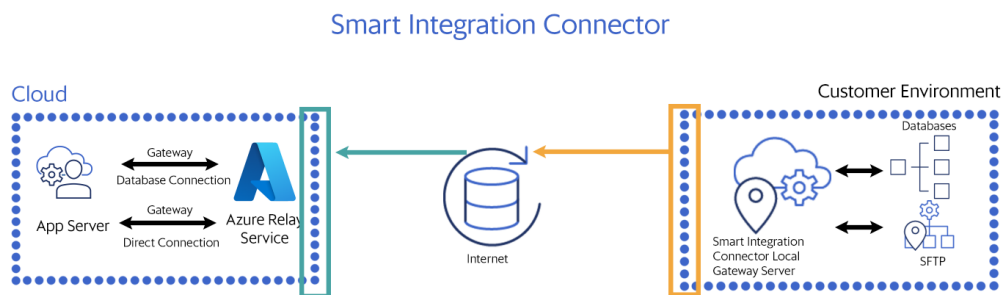 Smart Integration Connector
Cloud
Customer Environment
Gateway
Database Connection
Gateway
Direct Connection
App Server
Azure Relay
Service
Internet
Databases
Smart Integration
Connector Local
Gateway Server
SFTP